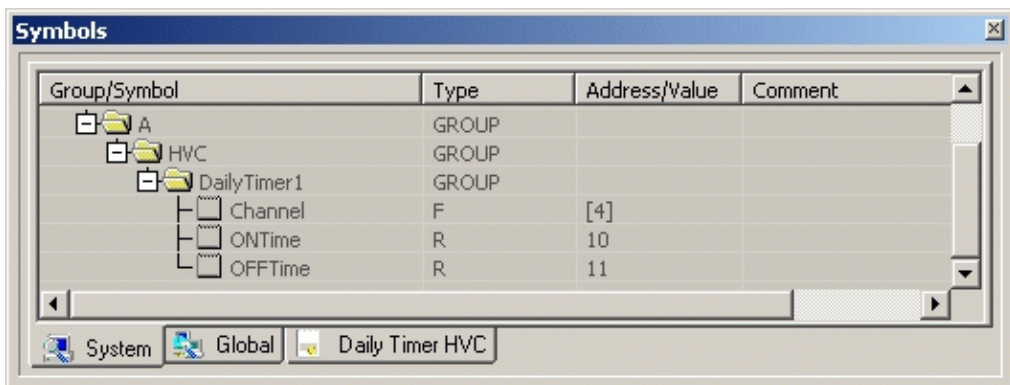 Symbols
Group/Symbol Type Address/Value Comment
A GROUP
HVC GROUP
DailyTimer1 GROUP
Channel F [4]
ONTime R 10
OFFTime R 11
System Global Daily Timer HVC